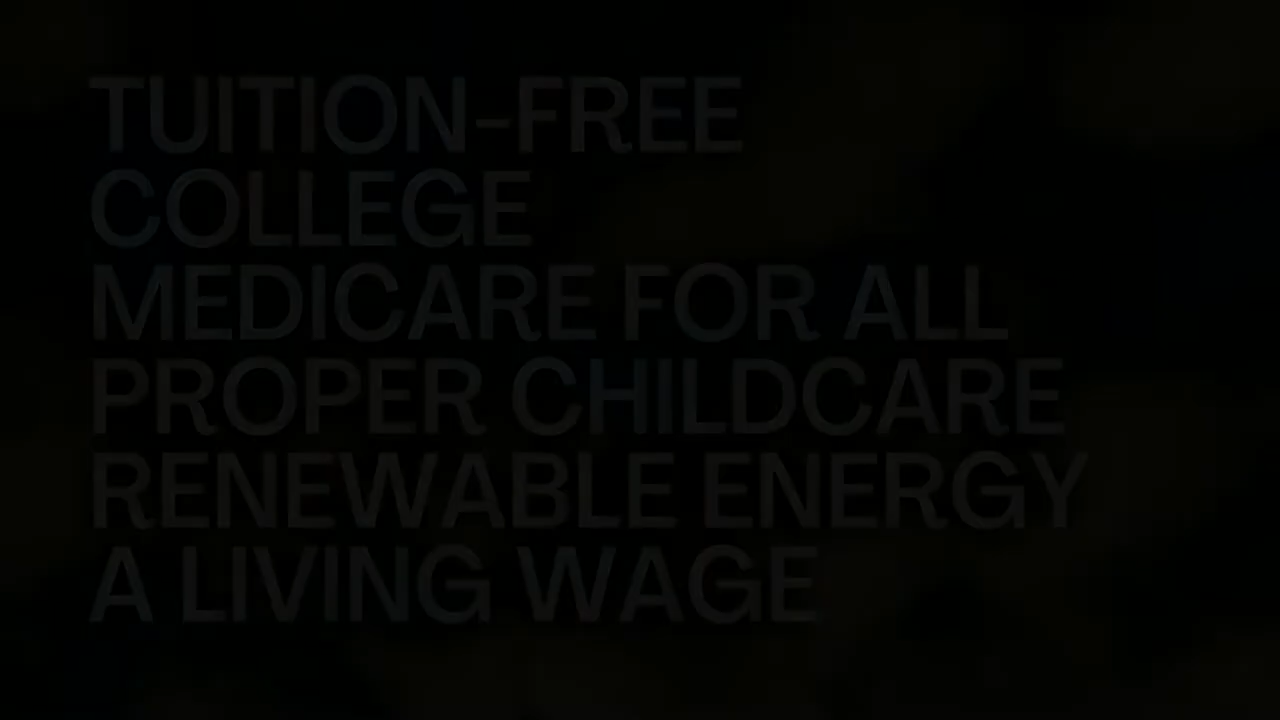 TUITION-FREE
COLLEGE
MEDICARE FOR ALL
PROPER CHILDCARE
RENEWABLE ENERGY
A LIVING WAGE